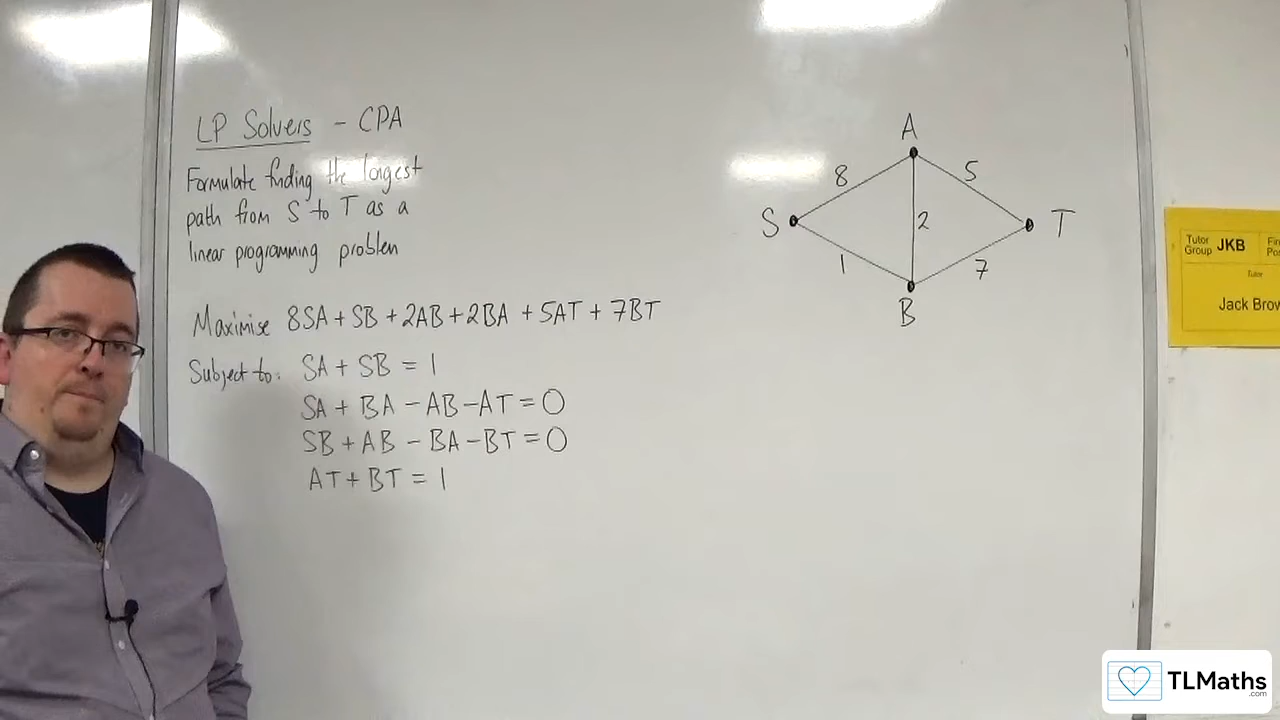 LP Solvers - CPA
Formulate finding the longest
path from S to T as a
linear programming problem
Maximise 8SA + SB + 2AB + 2BA + 5AT + 7BT
Subject to: SA + SB = 1
SA + BA - AB - AT = 0
SB + AB - BA - BT = 0
AT + BT = 1
A
8
5
S
2
T
1
7
B
Tutor Group JKB
Tutor
Jack Brow
TLMaths
.com